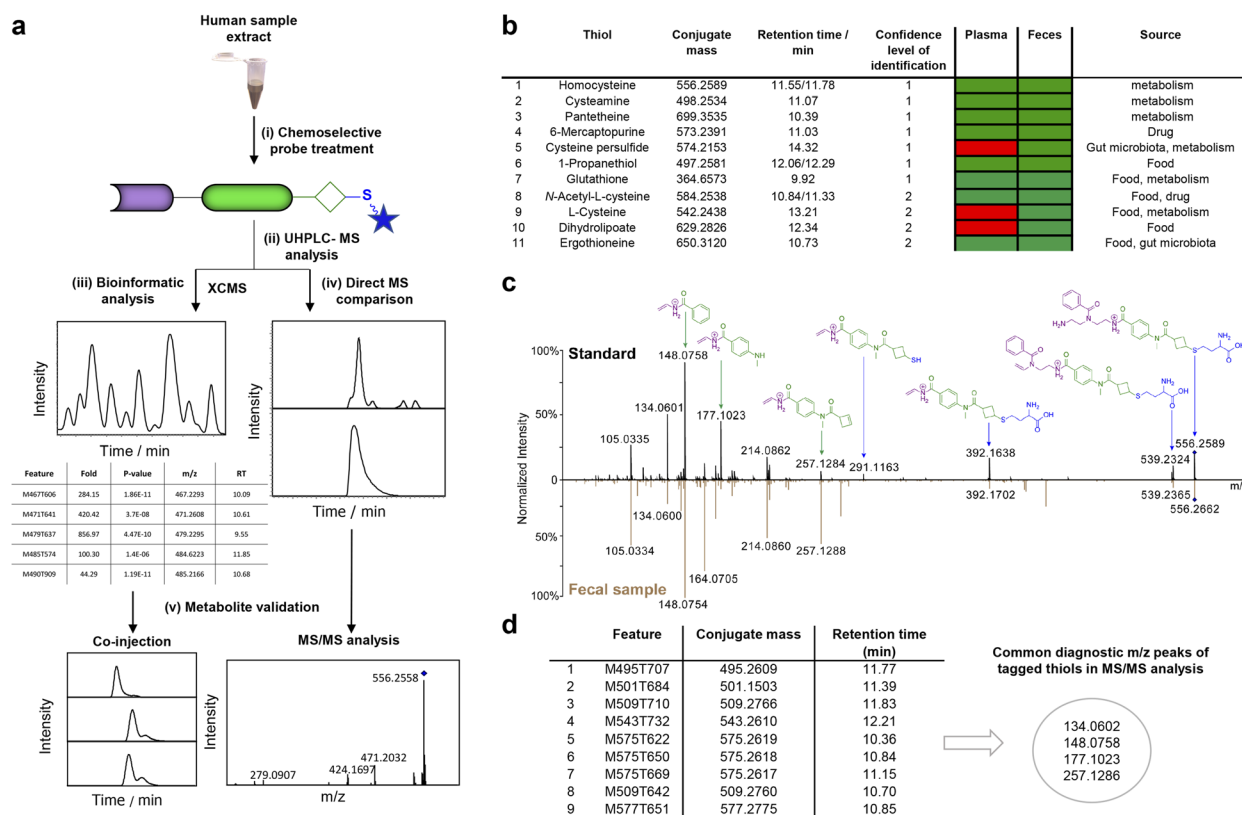 a
Human sample
extract
(i) Chemoselective
probe treatment
S
(ii) UHPLC- MS
analysis
(iii) Bioinformatic
analysis
XCMS
(iv) Direct MS
comparison
Intensity
Time / min
Intensity
Intensity
Time / min
Feature Fold P-value m/z RT
M467T606 284.15 1.86E-11 467.2293 10.09
M471T641 420.42 3.7E-08 471.2608 10.61
M479T637 856.97 4.47E-10 479.2295 9.55
M485T574 100.30 1.4E-06 484.6223 11.85
M490T909 44.29 1.19E-11 485.2166 10.68
(v) Metabolite validation
Co-injection
Intensity
Time / min
MS/MS analysis
Intensity
556.2558
471.2032
424.1697
279.0907
m/z
b
Thiol Conjugate mass Retention time / min Confidence level of identification Plasma Feces Source
1 Homocysteine 556.2589 11.55/11.78 1 metabolism
2 Cysteamine 498.2534 11.07 1 metabolism
3 Pantetheine 699.3535 10.39 1 metabolism
4 6-Mercaptopurine 573.2391 11.03 1 Drug
5 Cysteine persulfide 574.2153 14.32 1 Gut microbiota, metabolism
6 1-Propanethiol 497.2581 12.06/12.29 1 Food
7 Glutathione 364.6573 9.92 1 Food, metabolism
8 N-Acetyl-L-cysteine 584.2538 10.84/11.33 2 Food, drug
9 L-Cysteine 542.2438 13.21 2 Food, metabolism
10 Dihydrolipoate 629.2826 12.34 2 Food
11 Ergothioneine 650.3120 10.73 2 Food, gut microbiota
c
Normalized Intensity
100%
50%
0
50%
100%
Standard
148.0758
134.0601
177.1023
105.0335
214.0862
257.1284
291.1163
392.1638
539.2324
556.2589
m/
134.0600
105.0334
164.0705
148.0754
214.0860
257.1288
392.1702
539.2365
556.2662
Fecal sample
d
Feature Conjugate mass Retention time (min)
1 M495T707 495.2609 11.77
2 M501T684 501.1503 11.39
3 M509T710 509.2766 11.83
4 M543T732 543.2610 12.21
5 M575T622 575.2619 10.36
6 M575T650 575.2618 10.84
7 M575T669 575.2617 11.15
8 M509T642 509.2760 10.70
9 M577T651 577.2775 10.85
Common diagnostic m/z peaks of
tagged thiols in MS/MS analysis
134.0602
148.0758
177.1023
257.1286